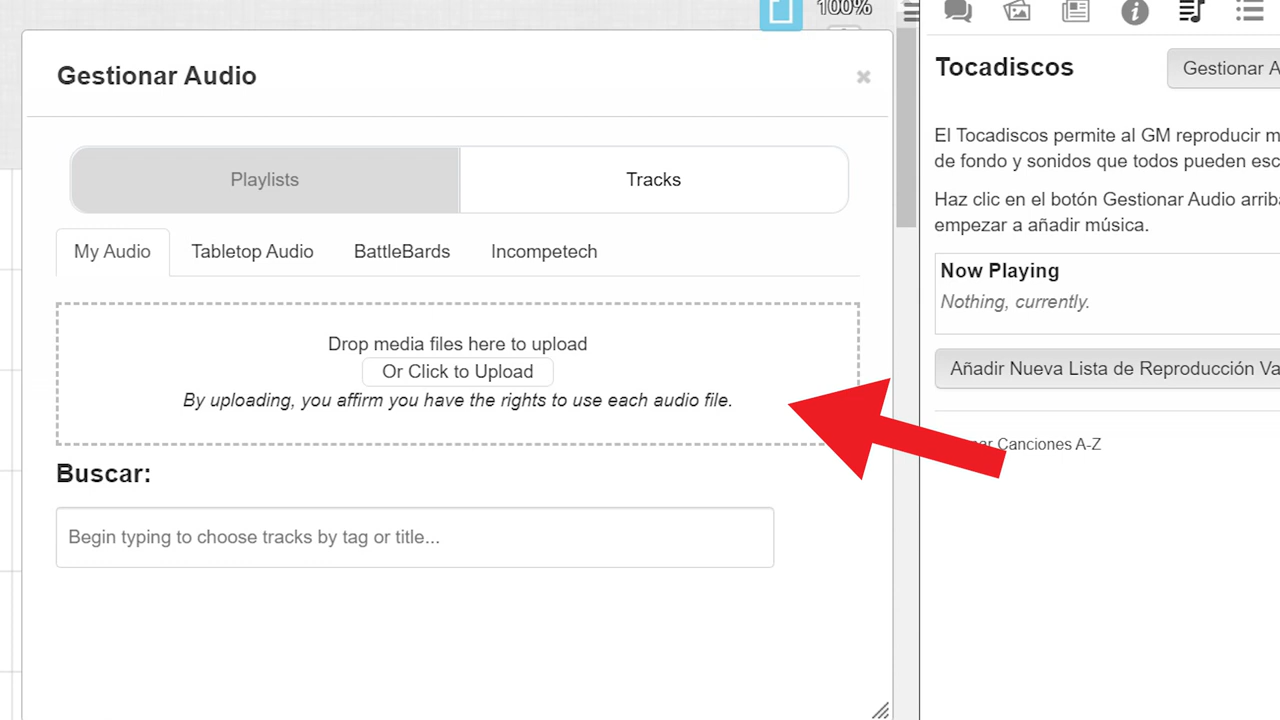 100%
Gestionar Audio
Playlists
Tracks
My Audio
Tabletop Audio
BattleBards
Incompetech
Drop media files here to upload
Or Click to Upload
By uploading, you affirm you have the rights to use each audio file.
Buscar:
Begin typing to choose tracks by tag or title...
Tocadiscos
Gestionar A
El Tocadiscos permite al GM reproducir m
de fondo y sonidos que todos pueden esc
Haz clic en el botón Gestionar Audio arriba
empezar a añadir música.
Now Playing
Nothing, currently.
Añadir Nueva Lista de Reproducción Va
Canciones A-Z